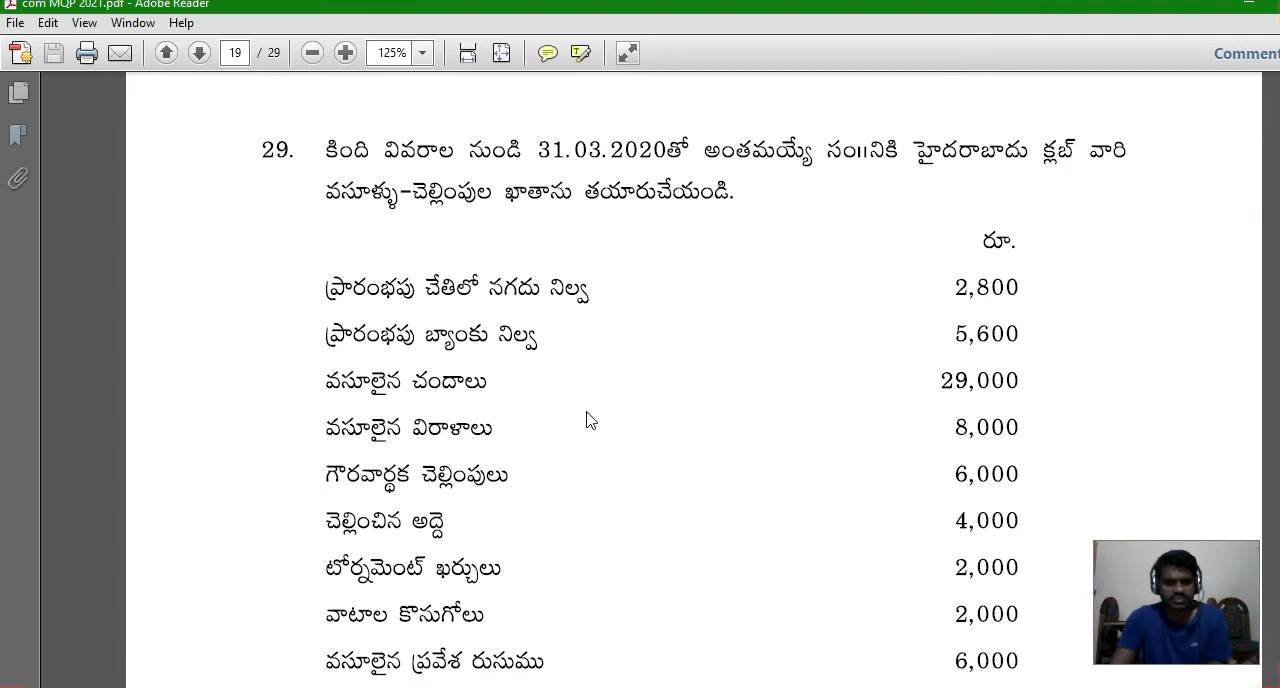 com MQP 2021.pdf - Adobe Reader
File Edit View Window Help
19 / 29 125% Comment
29. కింది వివరాల నుండి 31.03.2020తో అంతమయ్యే సం॥నికి హైదరాబాదు క్లబ్ వారి
వసూళ్ళు-చెల్లింపుల ఖాతాను తయారుచేయండి.
రూ.
ప్రారంభపు చేతిలో నగదు నిల్వ 2,800
ప్రారంభపు బ్యాంకు నిల్వ 5,600
వసూలైన చందాలు 29,000
వసూలైన విరాళాలు 8,000
గౌరవార్థక చెల్లింపులు 6,000
చెల్లించిన అద్దె 4,000
టోర్నమెంట్ ఖర్చులు 2,000
వాటాల కొనుగోలు 2,000
వసూలైన ప్రవేశ రుసుము 6,000